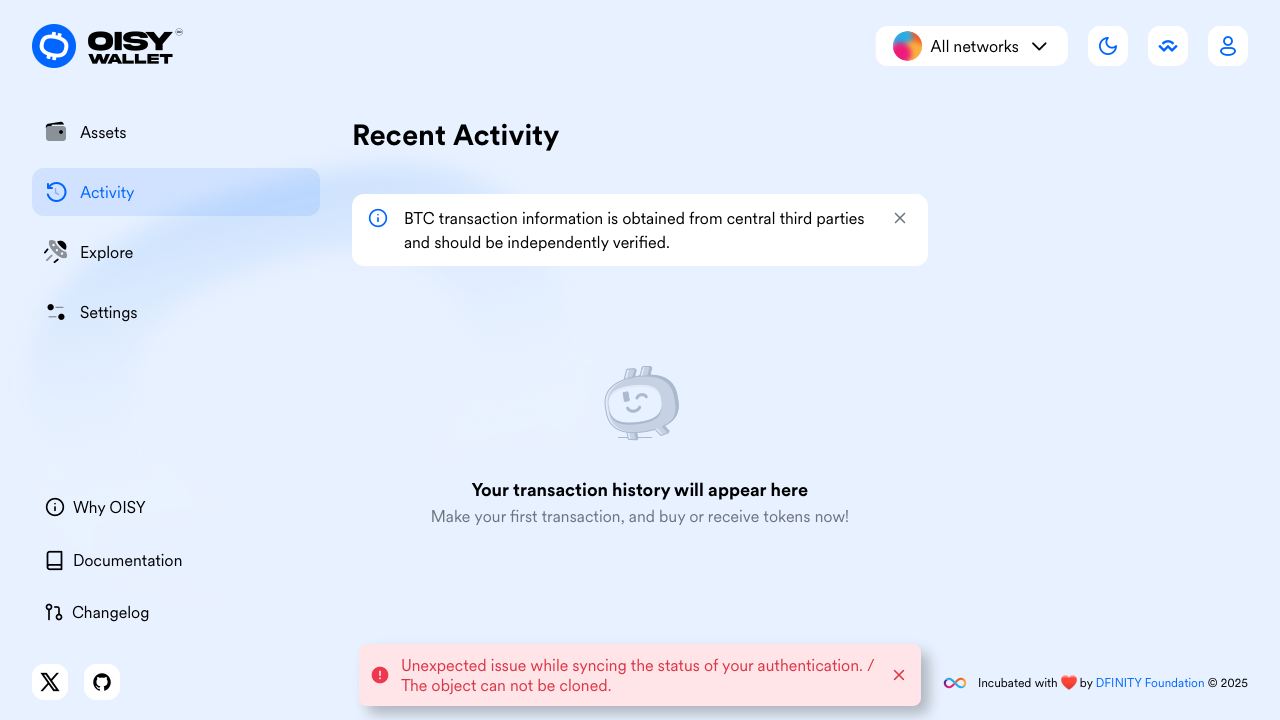 OISY
WALLET
All networks
Assets
Activity
Explore
Settings
Recent Activity
BTC transaction information is obtained from central third parties
and should be independently verified.
Your transaction history will appear here
Make your first transaction, and buy or receive tokens now!
Why OISY
Documentation
Changelog
Unexpected issue while syncing the status of your authentication. /
The object can not be cloned.
Incubated with ❤️ by DFINITY Foundation © 2025